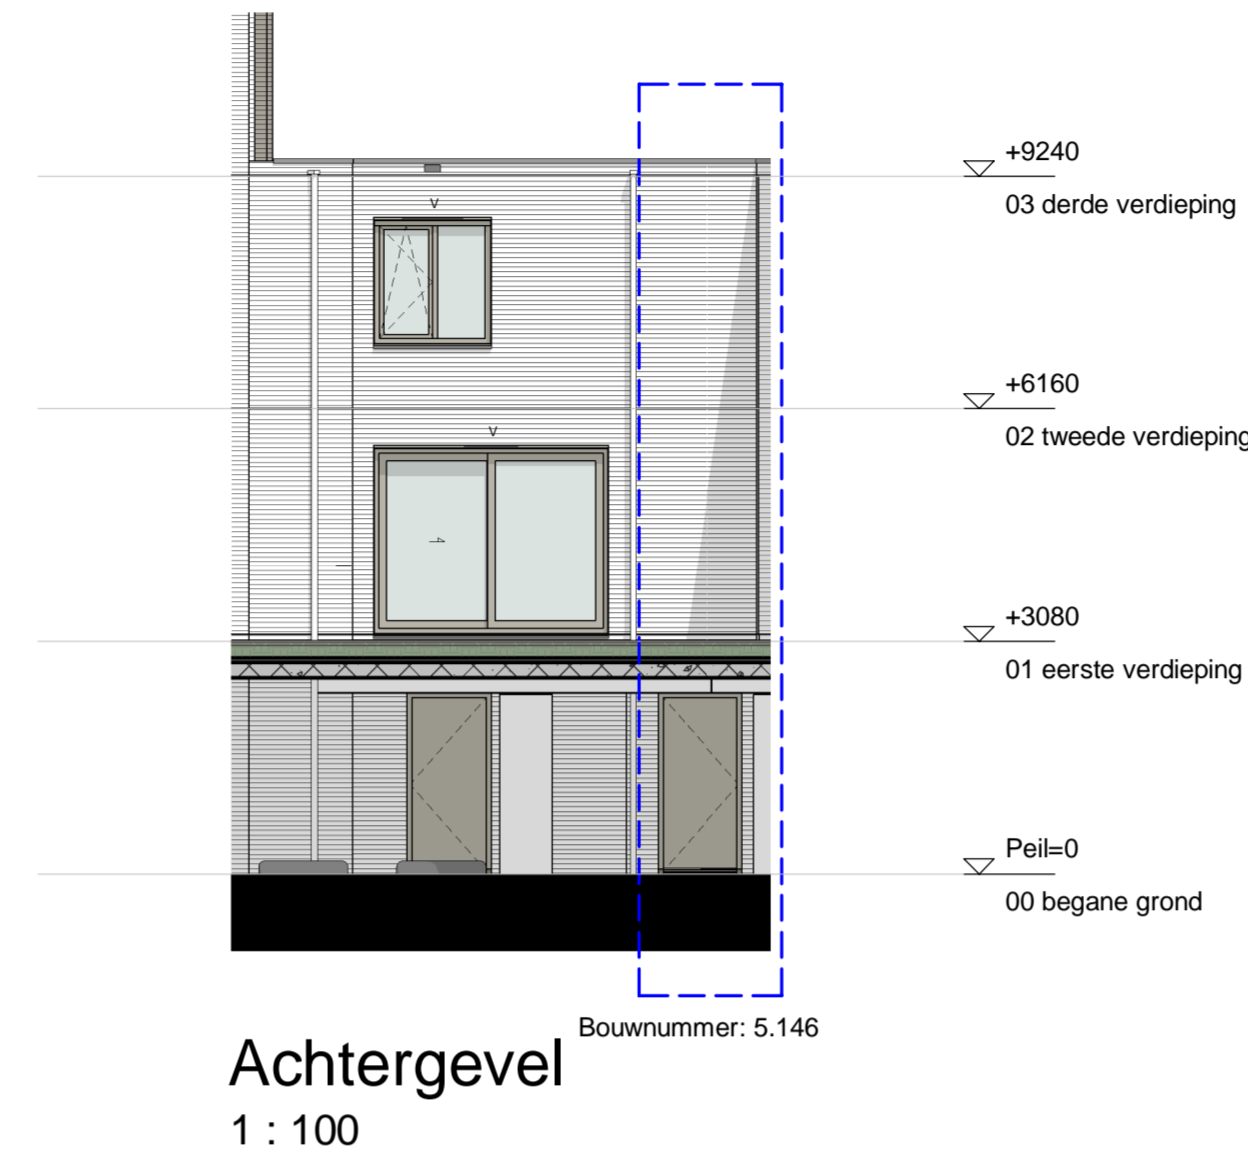 +9240
03 derde verdieping
V
+6160
02 tweede verdieping
V
+3080
01 eerste verdieping
Peil=0
00 begane grond
Bouwnummer: 5.146
Achtergevel
1 : 100